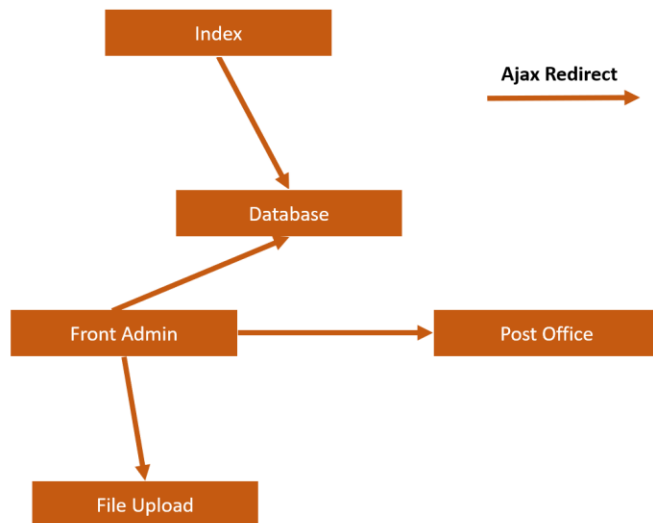 Index
Ajax Redirect
Database
Front Admin
Post Office
File Upload